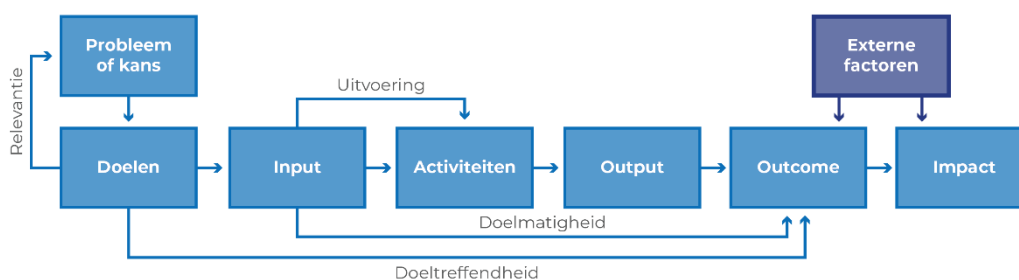 Probleem
of kans
Externe
factoren
Relevantie
Uitvoering
Doelen
Input
Activiteiten
Output
Outcome
Impact
Doelmatigheid
Doeltreffendheid